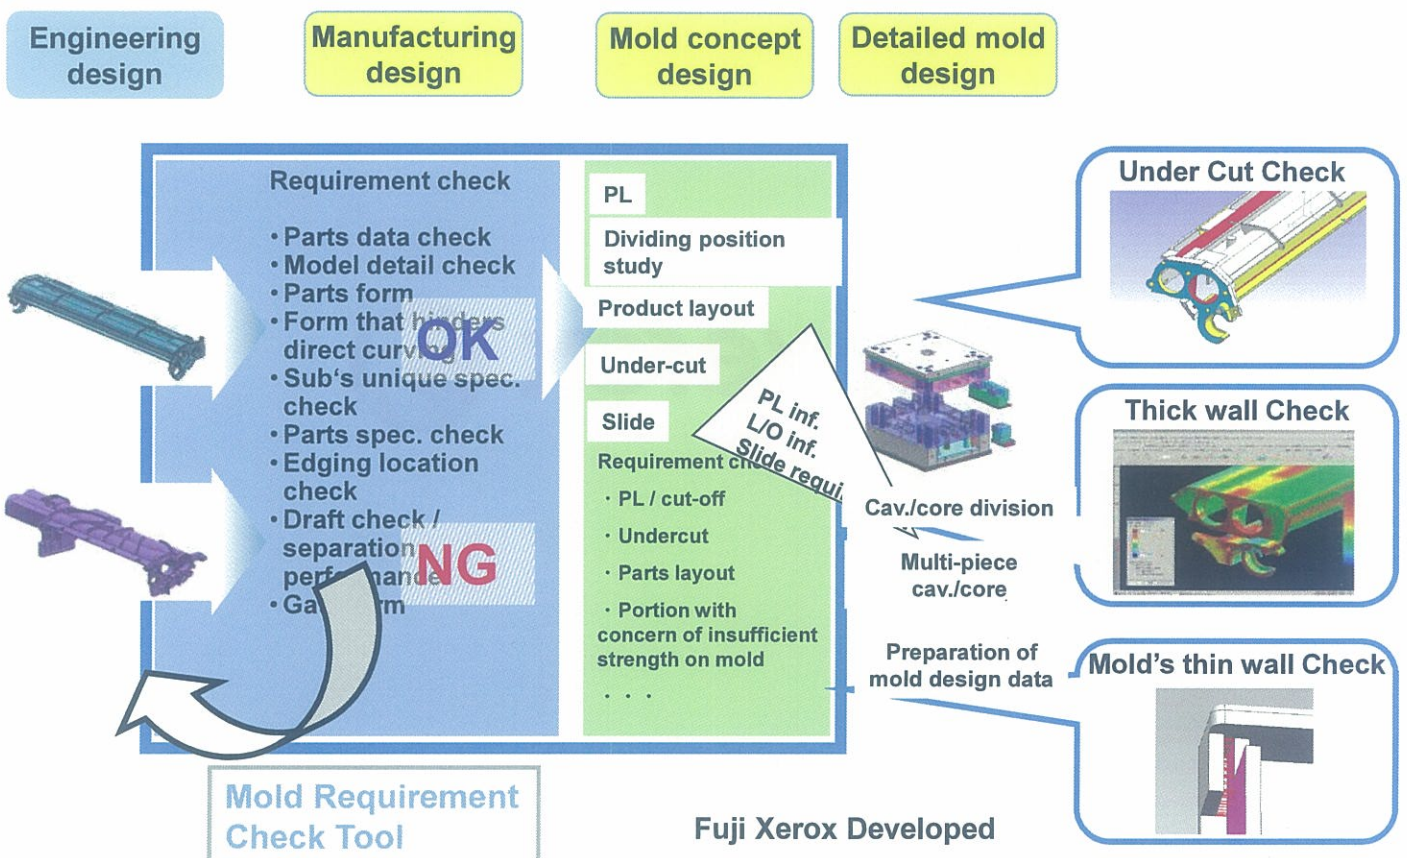 Engineering
design
Manufacturing
design
Mold concept
design
Detailed mold
design
Requirement check
・Parts data check
・Model detail check
・Parts form
・Form that hinders
direct curving
・Sub's unique spec.
check
・Parts spec. check
・Edging location
check
・Draft check /
separation
performance
OK
NG
PL
Dividing position
study
Product layout
Under-cut
Slide
Requirement
・PL / cut-off
・Undercut
・Parts layout
・Portion with
concern of insufficient
strength on mold
・・・
PL inf.
L/O inf.
Slide
Cav./core division
Multi-piece
cav./core
Preparation of
mold design data
Under Cut Check
Thick wall Check
Mold's thin wall Check
Mold Requirement
Check Tool
Fuji Xerox Developed